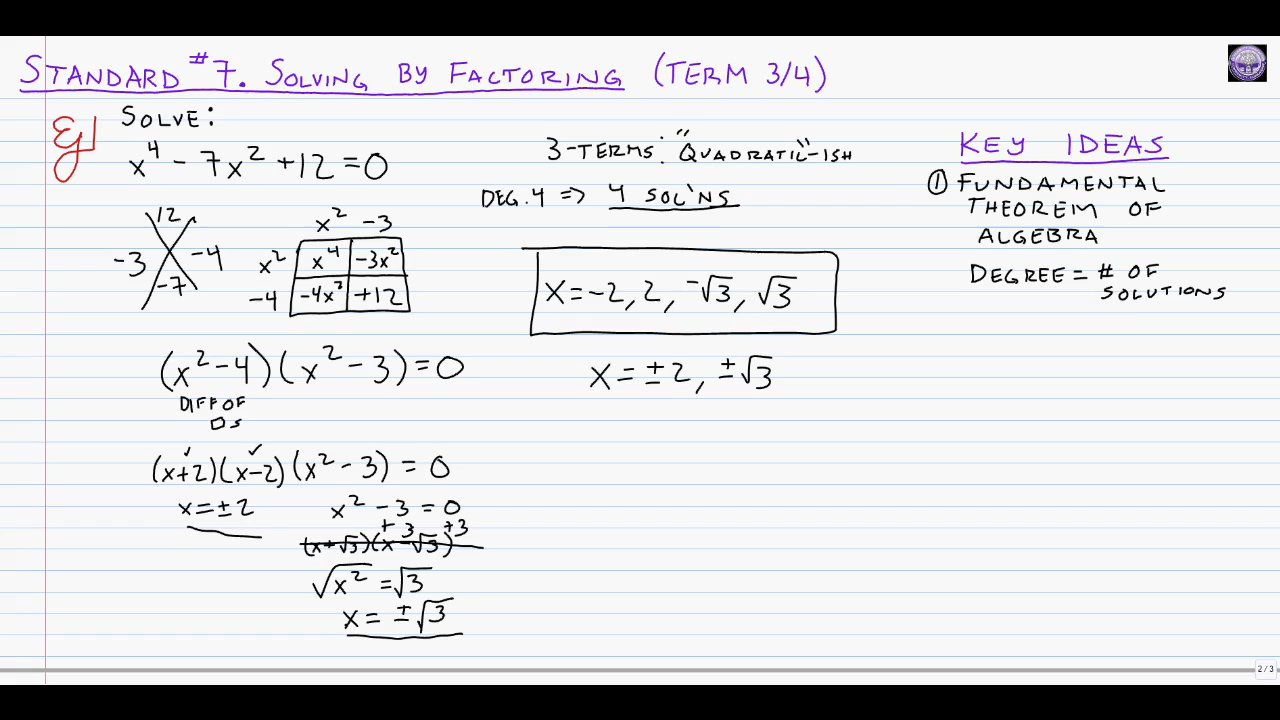 STANDARD #7. SOLVING BY FACTORING (TERM 3/4)
Eg1 SOLVE:
x⁴ - 7x² + 12 = 0
12
-3 -4
-7
x² -3
x² x⁴ -3x²
-4 -4x² +12
(x² - 4)(x² - 3) = 0
DIFF OF
□s
(x+2)(x-2)(x² - 3) = 0
x = ±2
x² - 3 = 0
+3 +3
(x+√3)(x-√3)
√x² = √3
x = ±√3
3-TERMS: "QUADRATIC"-ISH
DEG. 4 => 4 SOL'NS
X = -2, 2, -√3, √3
X = ±2, ±√3
KEY IDEAS
① FUNDAMENTAL
THEOREM OF
ALGEBRA
DEGREE = # OF
SOLUTIONS
2/3